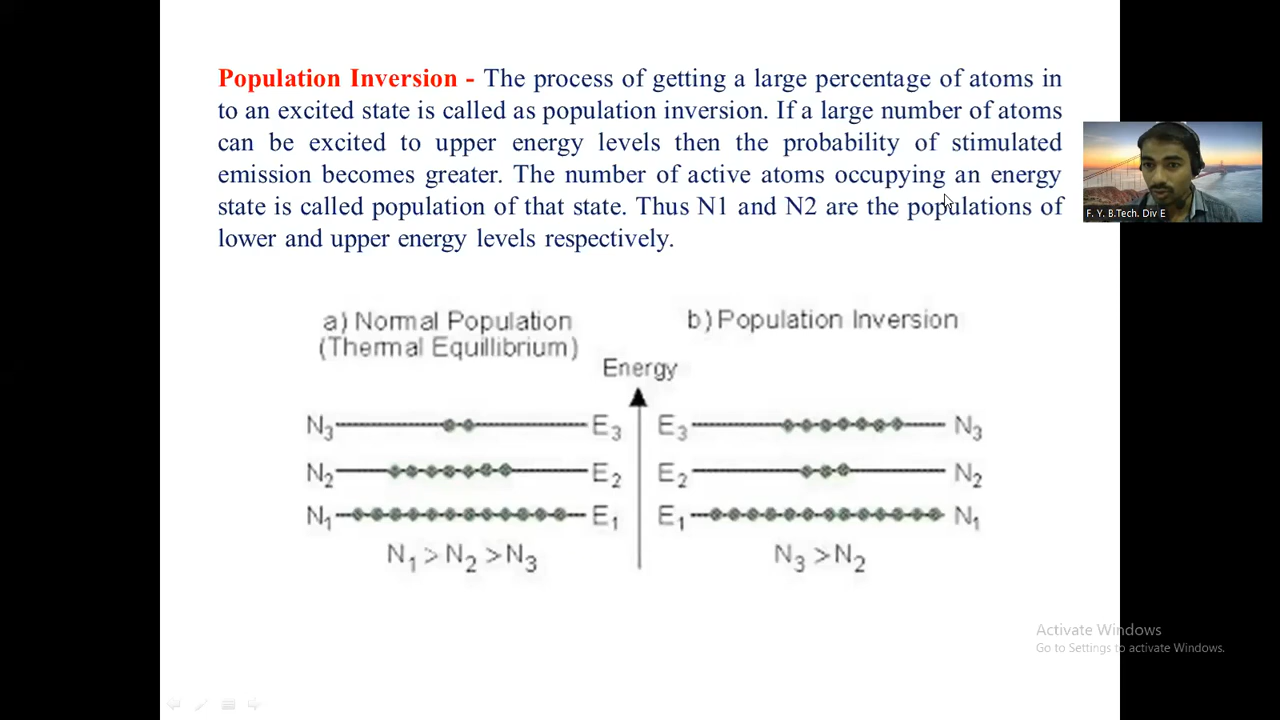 Population Inversion - The process of getting a large percentage of atoms in
to an excited state is called as population inversion. If a large number of atoms
can be excited to upper energy levels then the probability of stimulated
emission becomes greater. The number of active atoms occupying an energy
state is called population of that state. Thus N1 and N2 are the populations of
lower and upper energy levels respectively.
F. Y. B.Tech. Div E
a) Normal Population
(Thermal Equillibrium)
b) Population Inversion
Energy
N₃ E₃ E₃ N₃
N₂ E₂ E₂ N₂
N₁ E₁ E₁ N₁
N₁ > N₂ > N₃
N₃ > N₂
Activate Windows
Go to Settings to activate Windows.